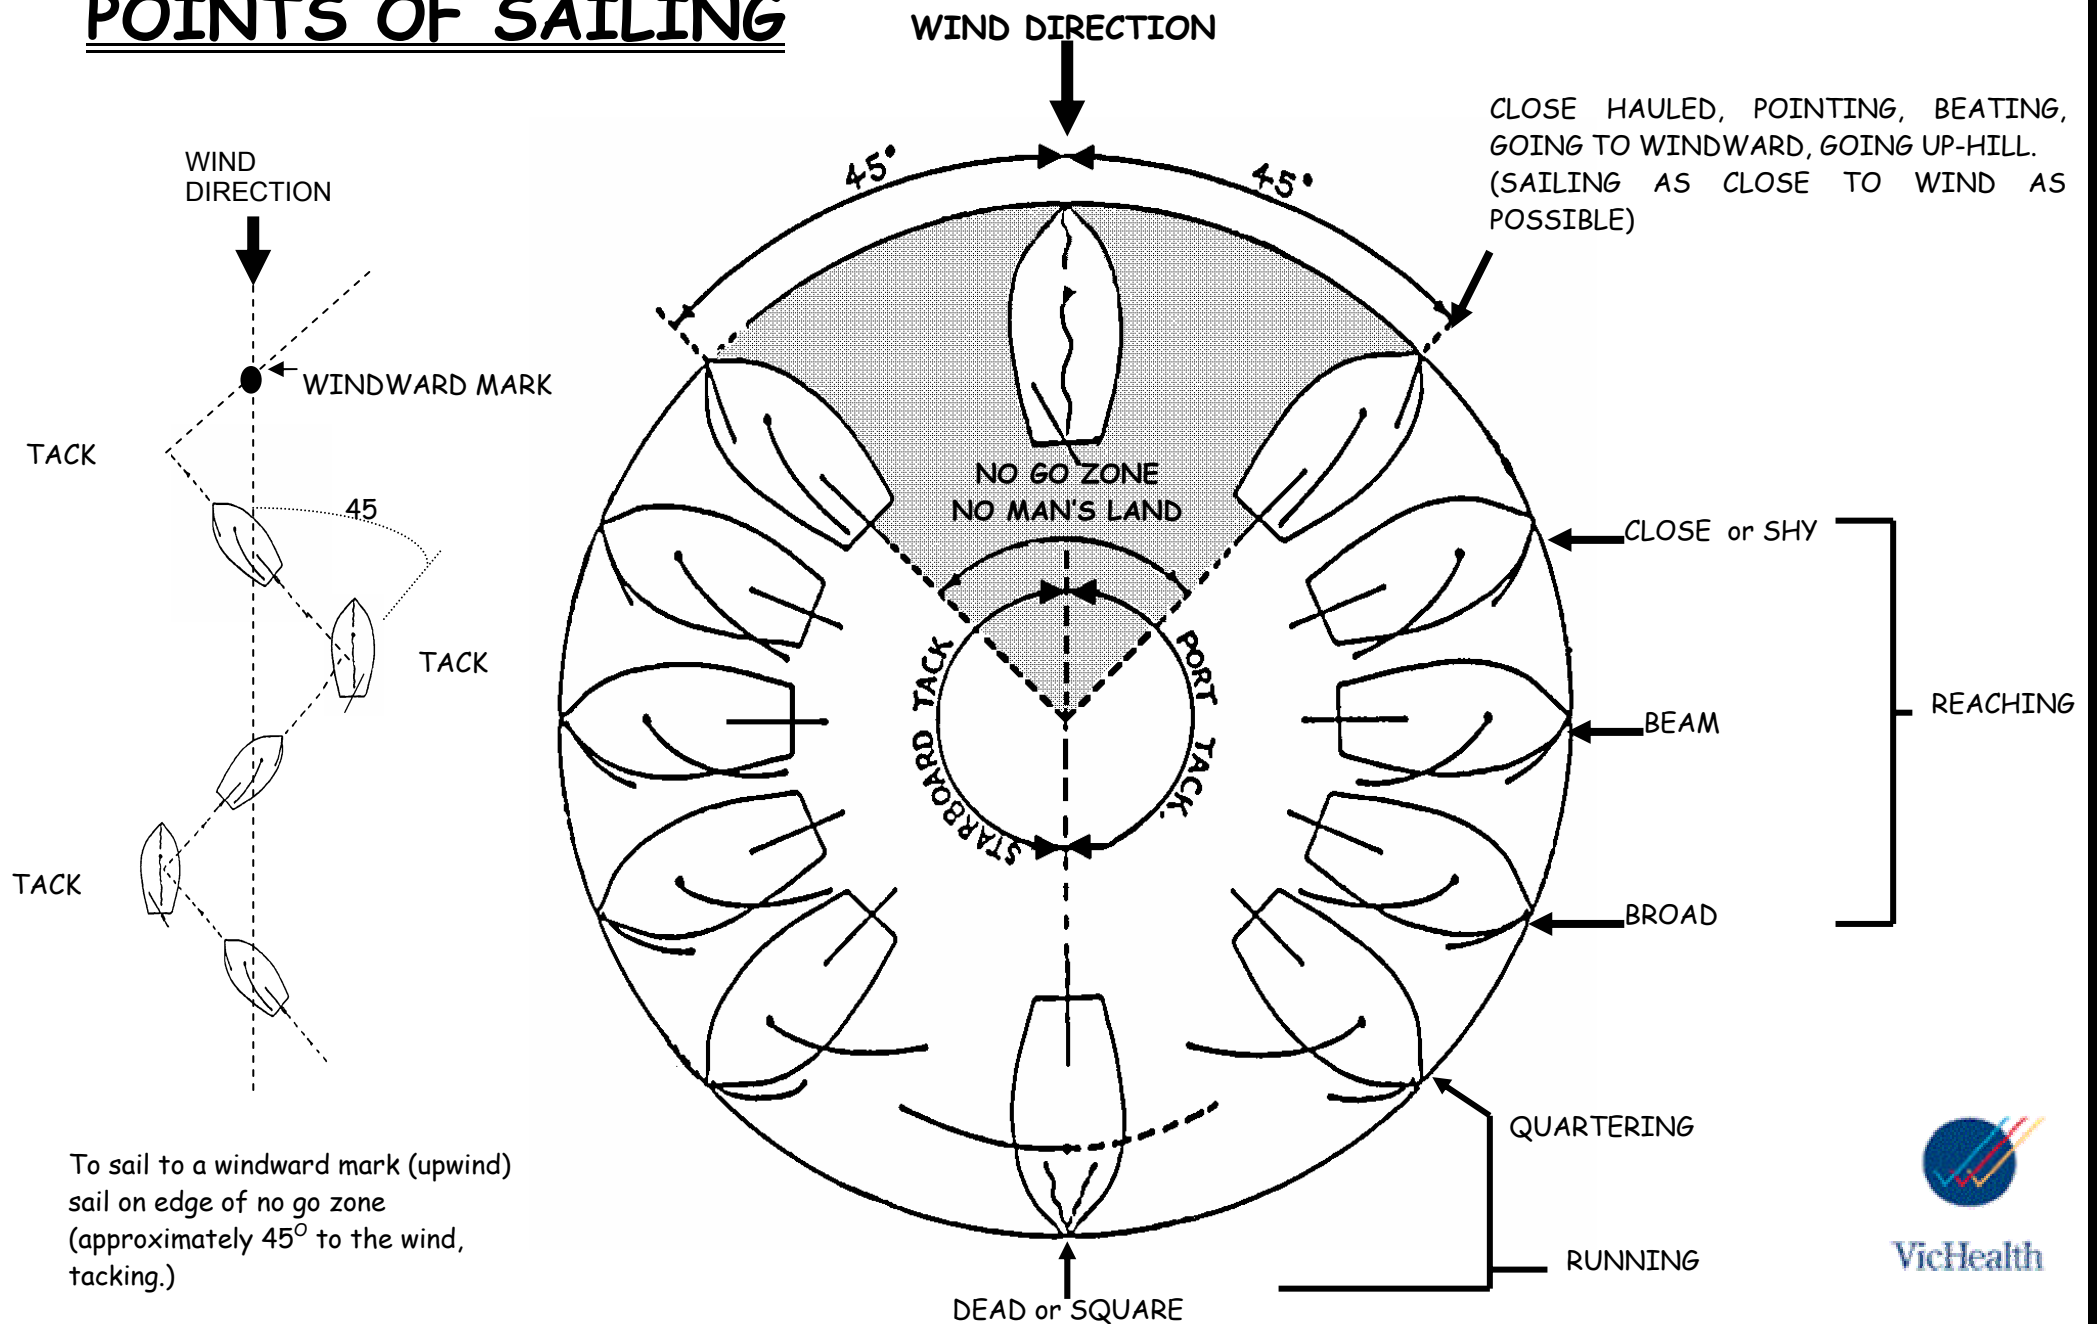 POINTS OF SAILING
WIND DIRECTION
CLOSE HAULED, POINTING, BEATING,
GOING TO WINDWARD, GOING UP-HILL.
(SAILING AS CLOSE TO WIND AS
POSSIBLE)
WIND
DIRECTION
45°
45°
WINDWARD MARK
TACK
45
TACK
TACK
NO GO ZONE
NO MAN'S LAND
STARBOARD TACK
PORT TACK.
CLOSE or SHY
BEAM
REACHING
BROAD
QUARTERING
RUNNING
DEAD or SQUARE
To sail to a windward mark (upwind)
sail on edge of no go zone
(approximately 45⁰ to the wind,
tacking.)
VicHealth